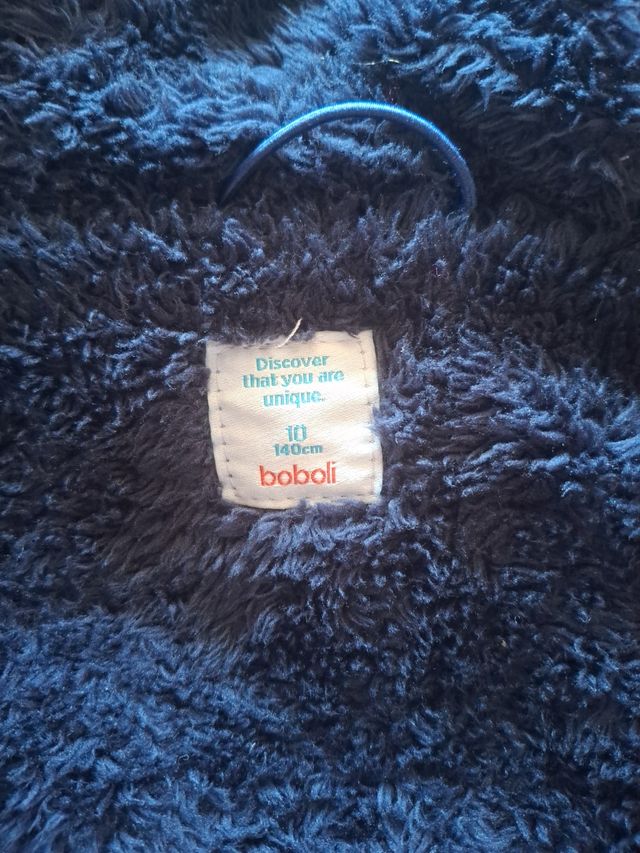 Discover
that you are
unique.
10
140cm
boboli